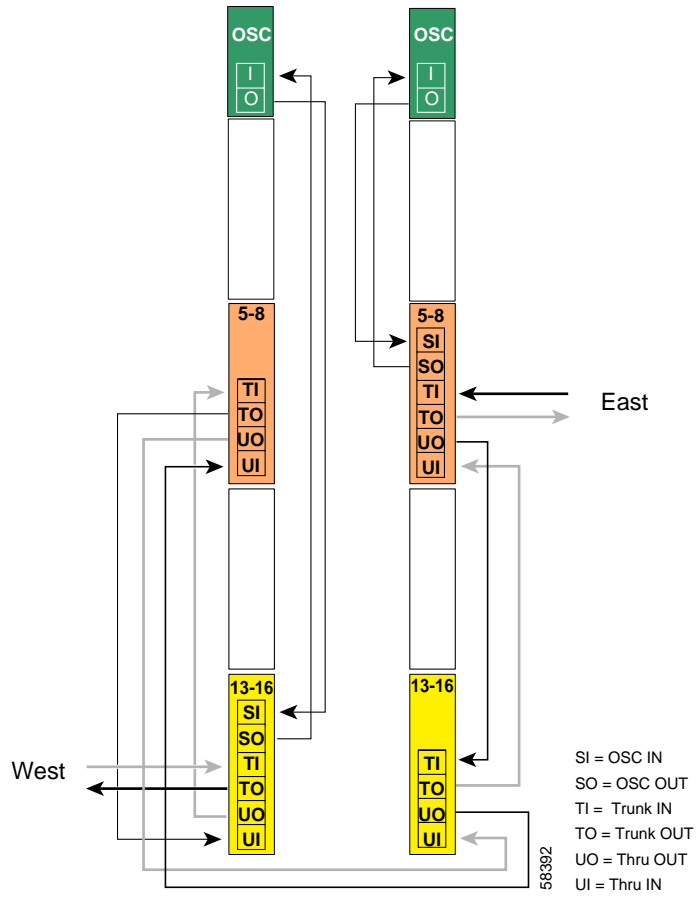 OSC
I
O
OSC
I
O
5-8
TI
TO
UO
UI
5-8
SI
SO
TI
TO
UO
UI
East
13-16
SI
SO
TI
TO
UO
UI
West
13-16
TI
TO
UO
UI
58392
SI = OSC IN
SO = OSC OUT
TI = Trunk IN
TO = Trunk OUT
UO = Thru OUT
UI = Thru IN